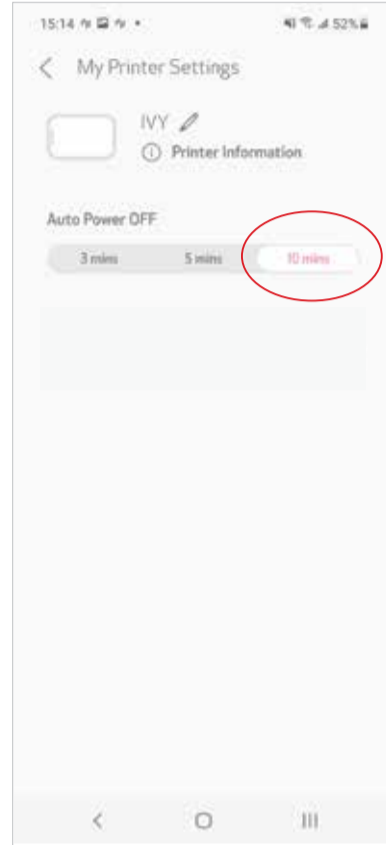 15:14
52%
My Printer Settings
IVY
Printer Information
Auto Power OFF
3 mins 5 mins 10 mins